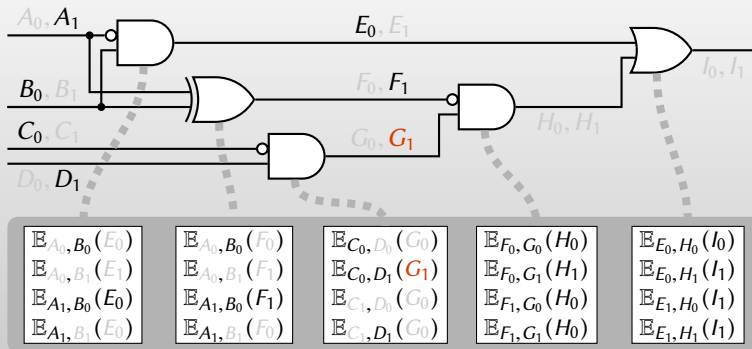 A₀, A₁
E₀, E₁
I₀, I₁
B₀, B₁
F₀, F₁
H₀, H₁
C₀, C₁
G₀, G₁
D₀, D₁
𝔼A₀,B₀(E₀)
𝔼A₀,B₁(E₁)
𝔼A₁,B₀(E₀)
𝔼A₁,B₁(E₀)
𝔼A₀,B₀(F₀)
𝔼A₀,B₁(F₁)
𝔼A₁,B₀(F₁)
𝔼A₁,B₁(F₀)
𝔼C₀,D₀(G₀)
𝔼C₀,D₁(G₁)
𝔼C₁,D₀(G₀)
𝔼C₁,D₁(G₀)
𝔼F₀,G₀(H₀)
𝔼F₀,G₁(H₁)
𝔼F₁,G₀(H₀)
𝔼F₁,G₁(H₀)
𝔼E₀,H₀(I₀)
𝔼E₀,H₁(I₁)
𝔼E₁,H₀(I₁)
𝔼E₁,H₁(I₁)